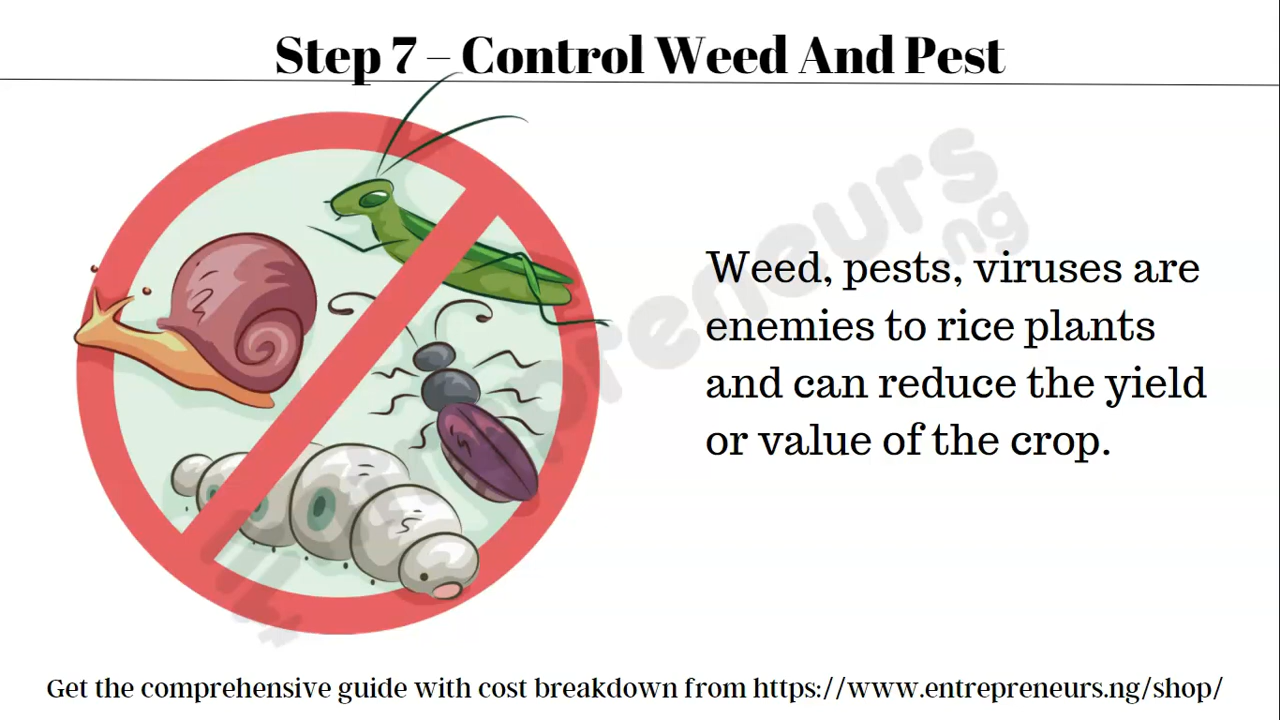 Step 7 – Control Weed And Pest
Weed, pests, viruses are
enemies to rice plants
and can reduce the yield
or value of the crop.
Get the comprehensive guide with cost breakdown from https://www.entrepreneurs.ng/shop/